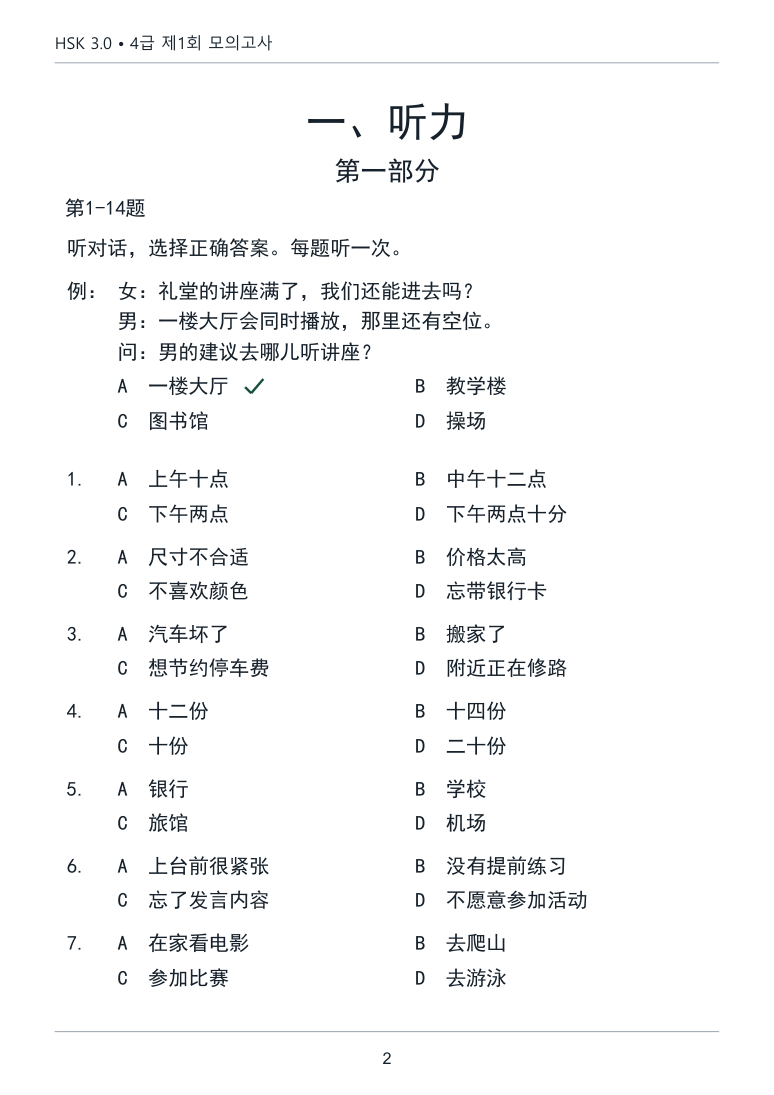 HSK 3.0 • 4급 제1회 모의고사
一、听力
第一部分
第1-14题
听对话，选择正确答案。每题听一次。
例： 女：礼堂的讲座满了，我们还能进去吗？
男：一楼大厅会同时播放，那里还有空位。
问：男的建议去哪儿听讲座？
A 一楼大厅 ✓ B 教学楼
C 图书馆 D 操场
1. A 上午十点 B 中午十二点
C 下午两点 D 下午两点十分
2. A 尺寸不合适 B 价格太高
C 不喜欢颜色 D 忘带银行卡
3. A 汽车坏了 B 搬家了
C 想节约停车费 D 附近正在修路
4. A 十二份 B 十四份
C 十份 D 二十份
5. A 银行 B 学校
C 旅馆 D 机场
6. A 上台前很紧张 B 没有提前练习
C 忘了发言内容 D 不愿意参加活动
7. A 在家看电影 B 去爬山
C 参加比赛 D 去游泳
2